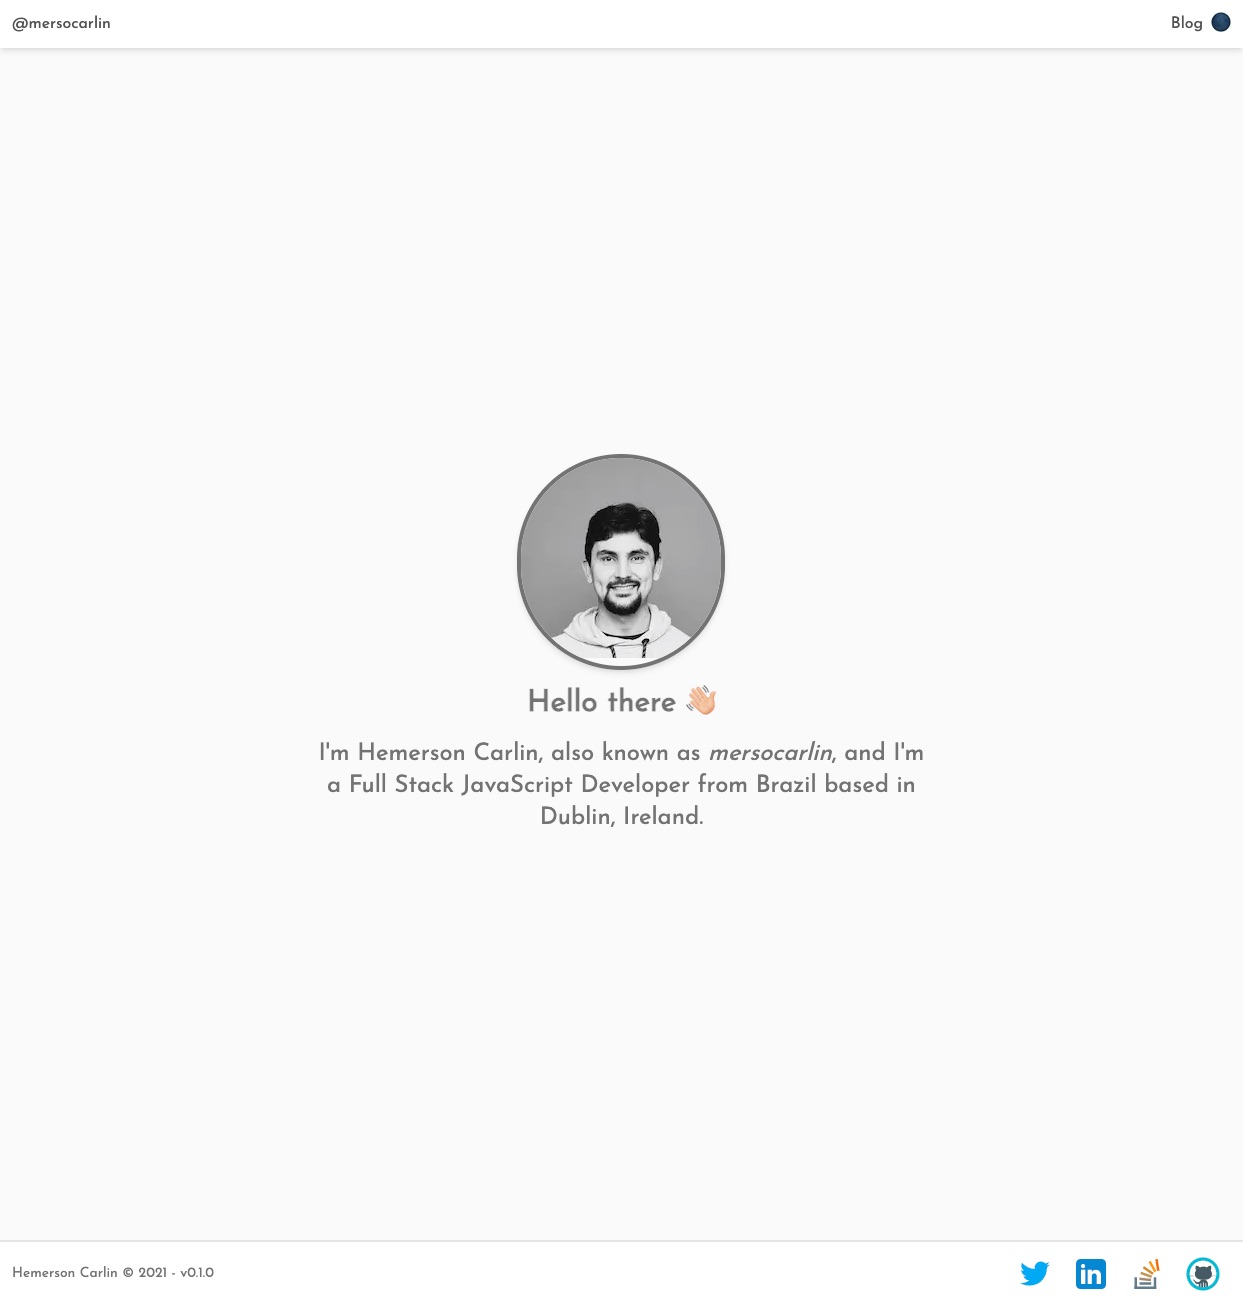 @mersocarlin
Blog 🌑
Hello there 👋🏼
I'm Hemerson Carlin, also known as mersocarlin, and I'm
a Full Stack JavaScript Developer from Brazil based in
Dublin, Ireland.
Hemerson Carlin © 2021 - v0.1.0
in